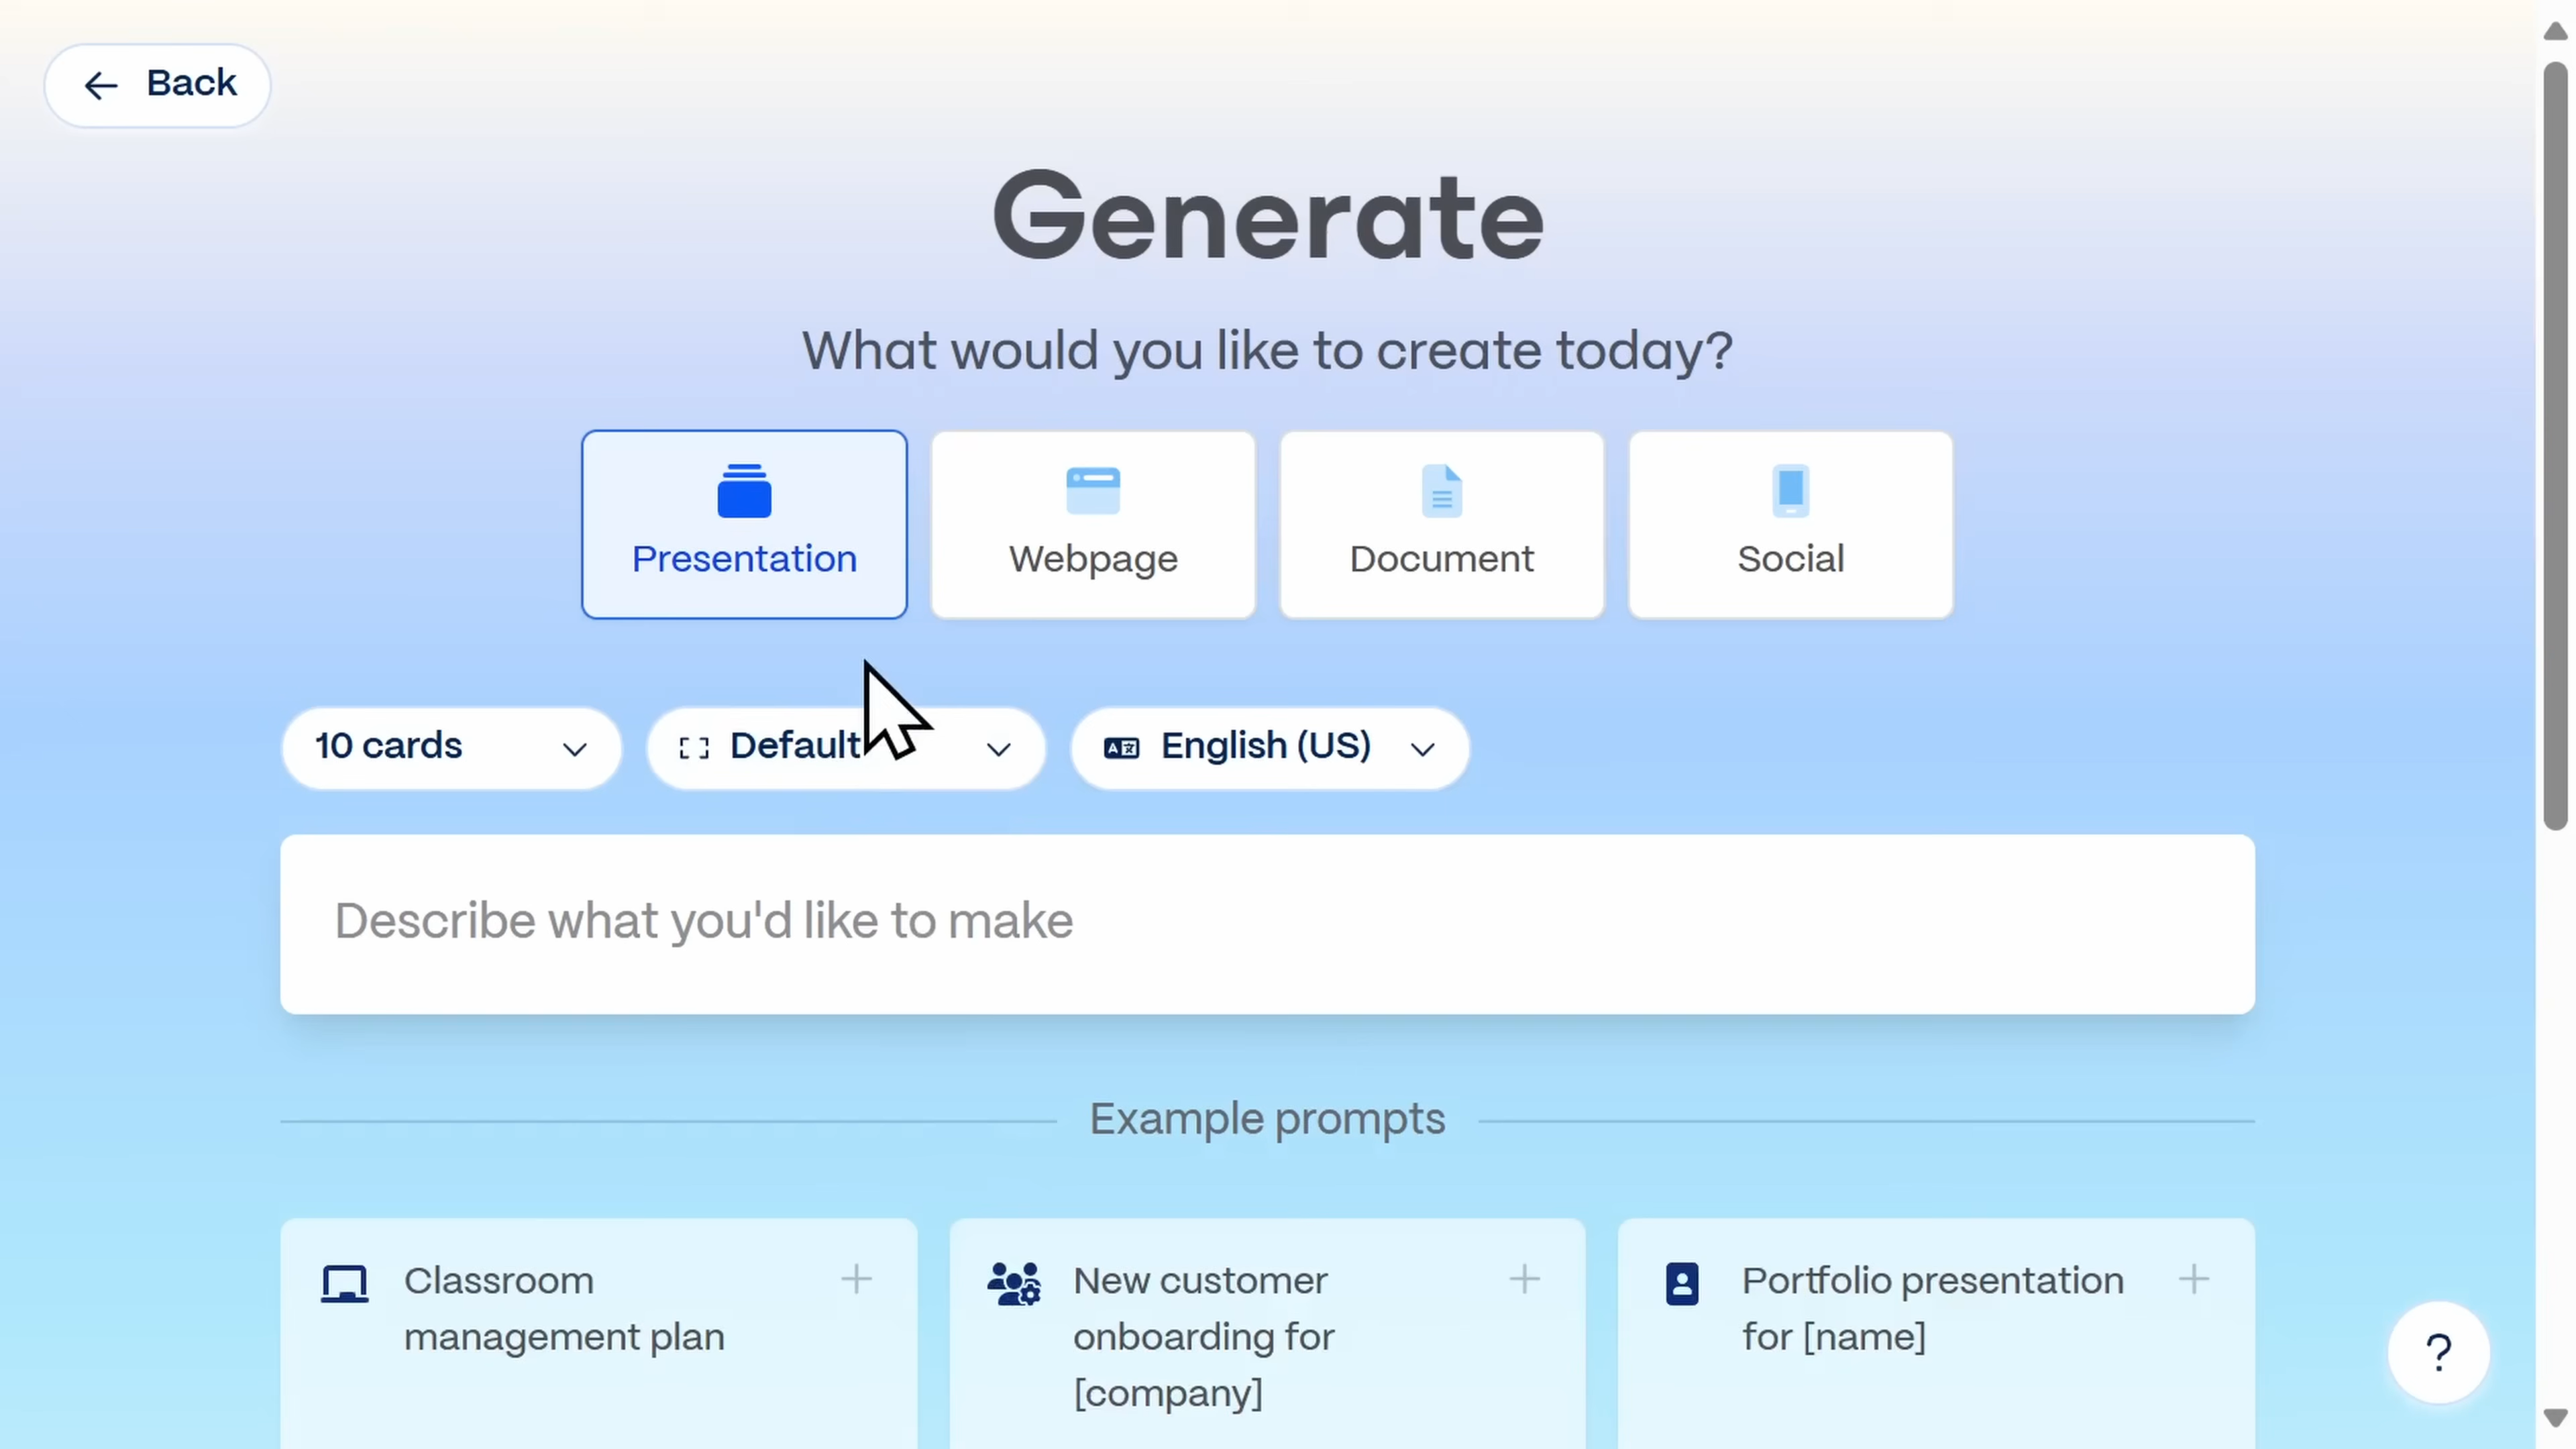 Back
Generate
What would you like to create today?
Presentation
Webpage
Document
Social
10 cards
Default
English (US)
Describe what you'd like to make
Example prompts
Classroom
management plan
New customer
onboarding for
[company]
Portfolio presentation
for [name]
?